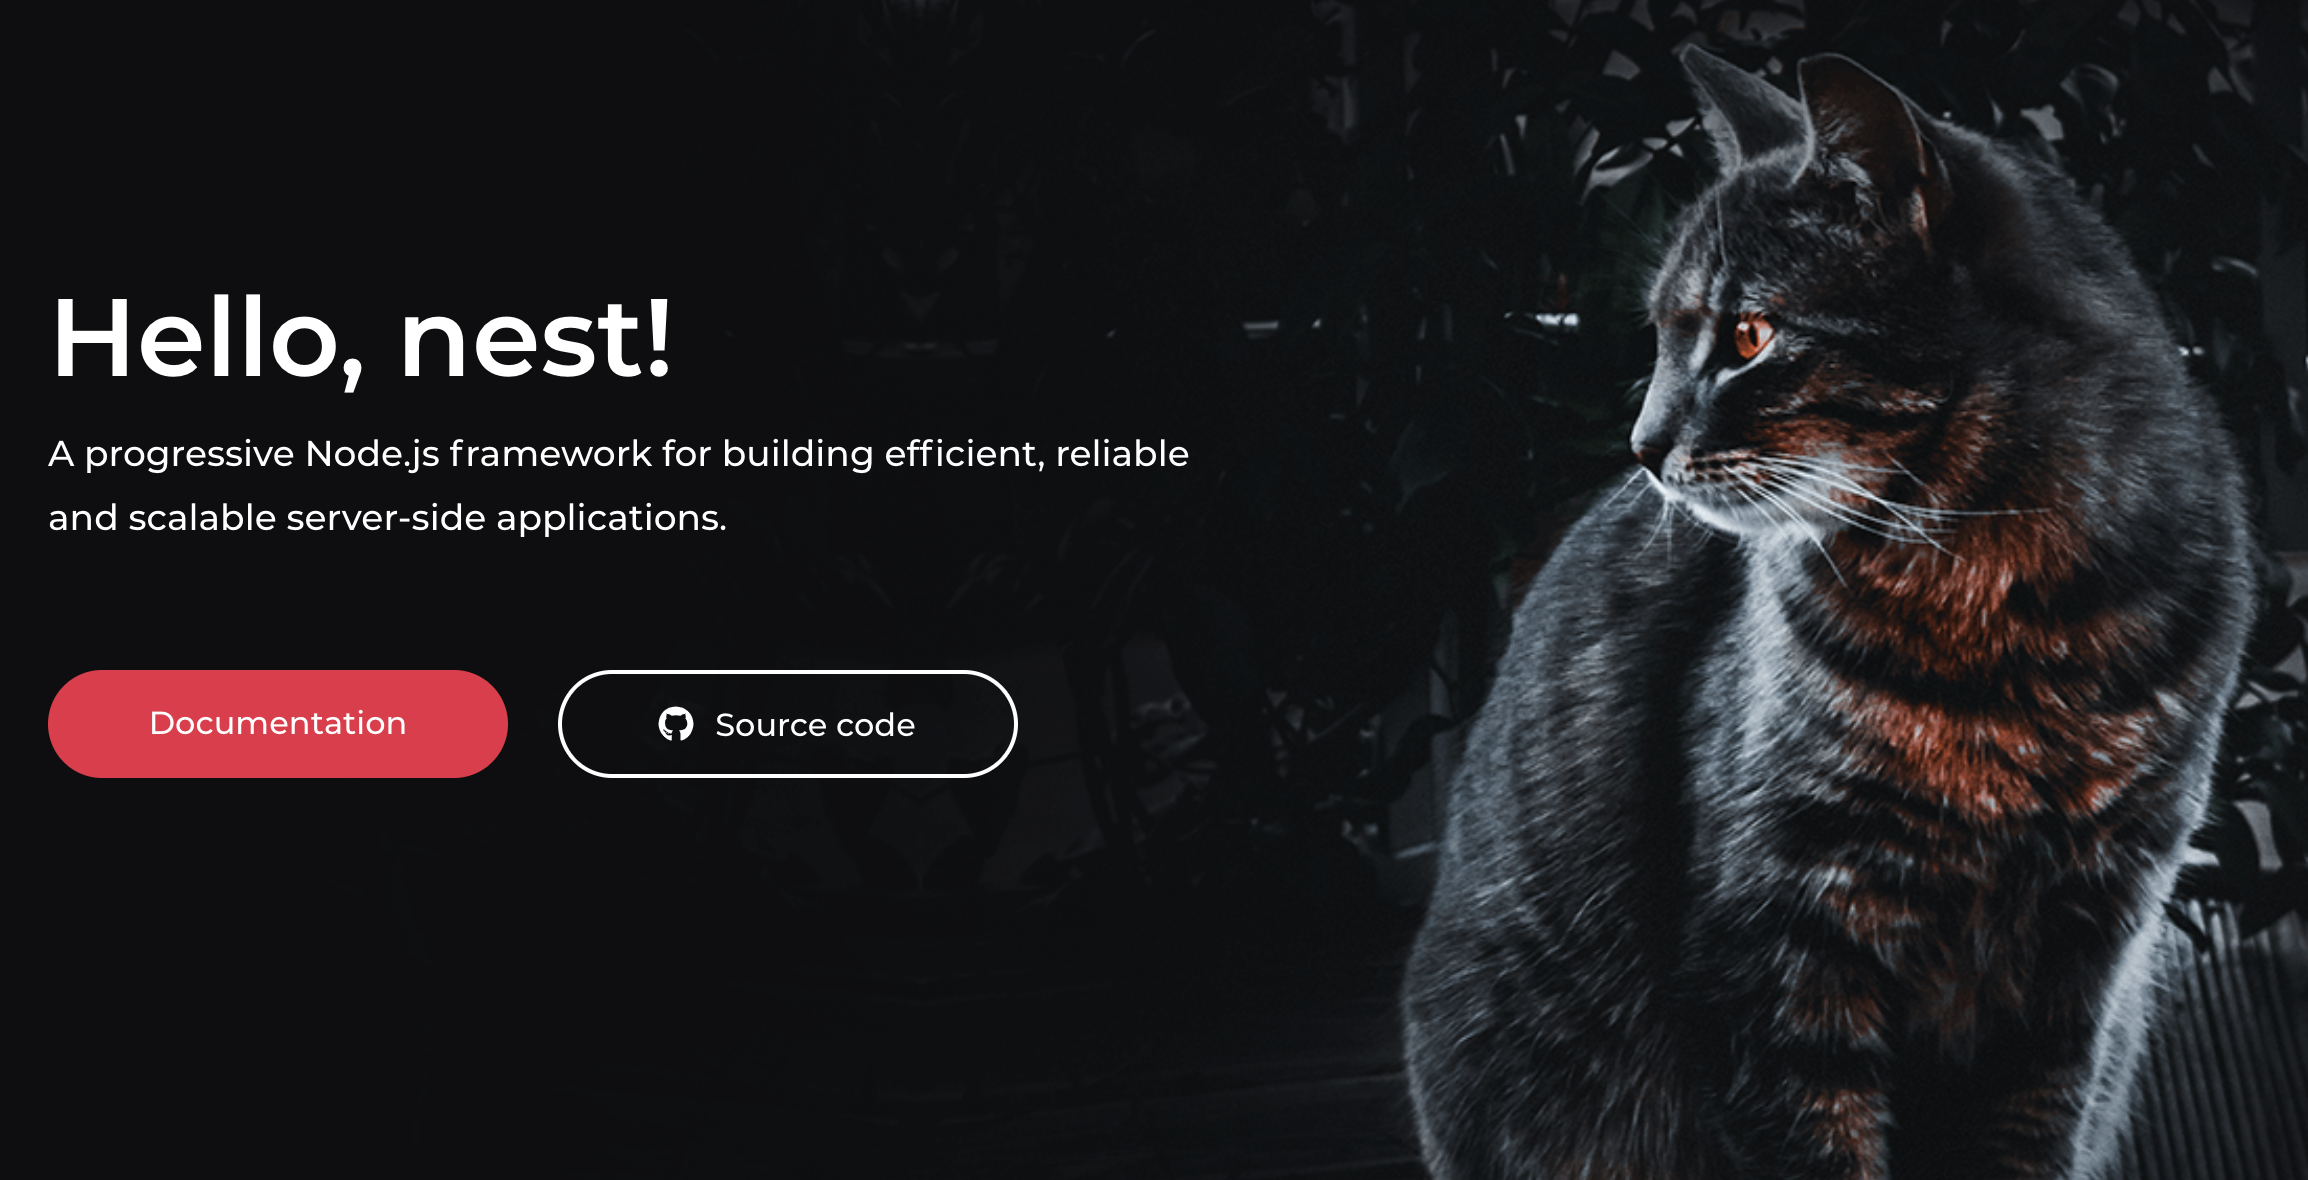 Hello, nest!
A progressive Node.js framework for building efficient, reliable
and scalable server-side applications.
Documentation
Source code